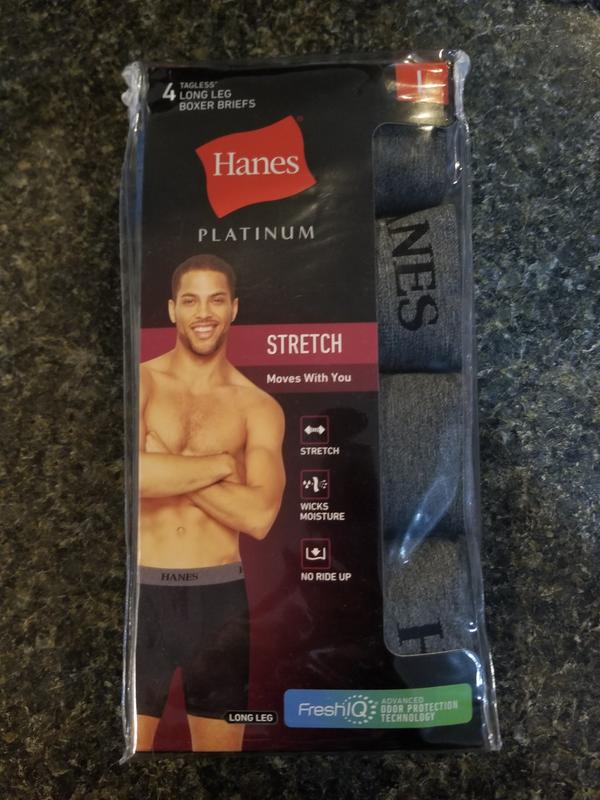 4 TAGLESS™
LONG LEG
BOXER BRIEFS
L
Hanes®
PLATINUM
NES
STRETCH
Moves With You
STRETCH
WICKS
MOISTURE
NO RIDE UP
HANES
H
H
LONG LEG
FreshIQ
ADVANCED
ODOR PROTECTION
TECHNOLOGY